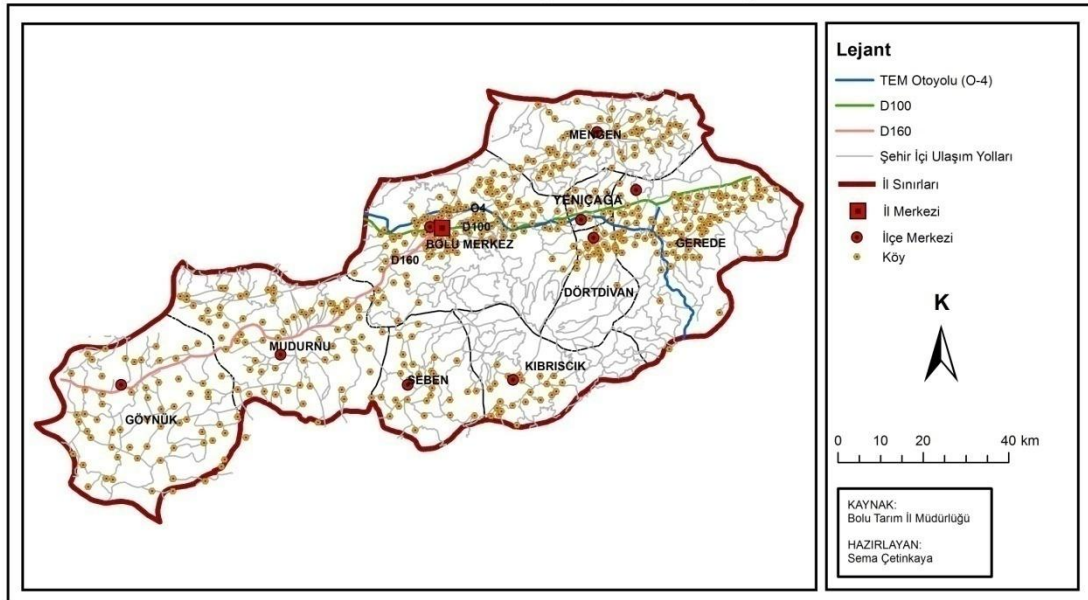 MENGEN
YENİÇAĞA
O4
D100
BOLU MERKEZ
GEREDE
D160
DÖRTDİVAN
MUDURNU
KIBRISCIK
SEBEN
GÖYNÜK
Lejant
TEM Otoyolu (O-4)
D100
D160
Şehir İçi Ulaşım Yolları
İl Sınırları
İl Merkezi
İlçe Merkezi
Köy
K
0 10 20 40 km
KAYNAK:
Bolu Tarım İl Müdürlüğü
HAZIRLAYAN:
Sema Çetinkaya